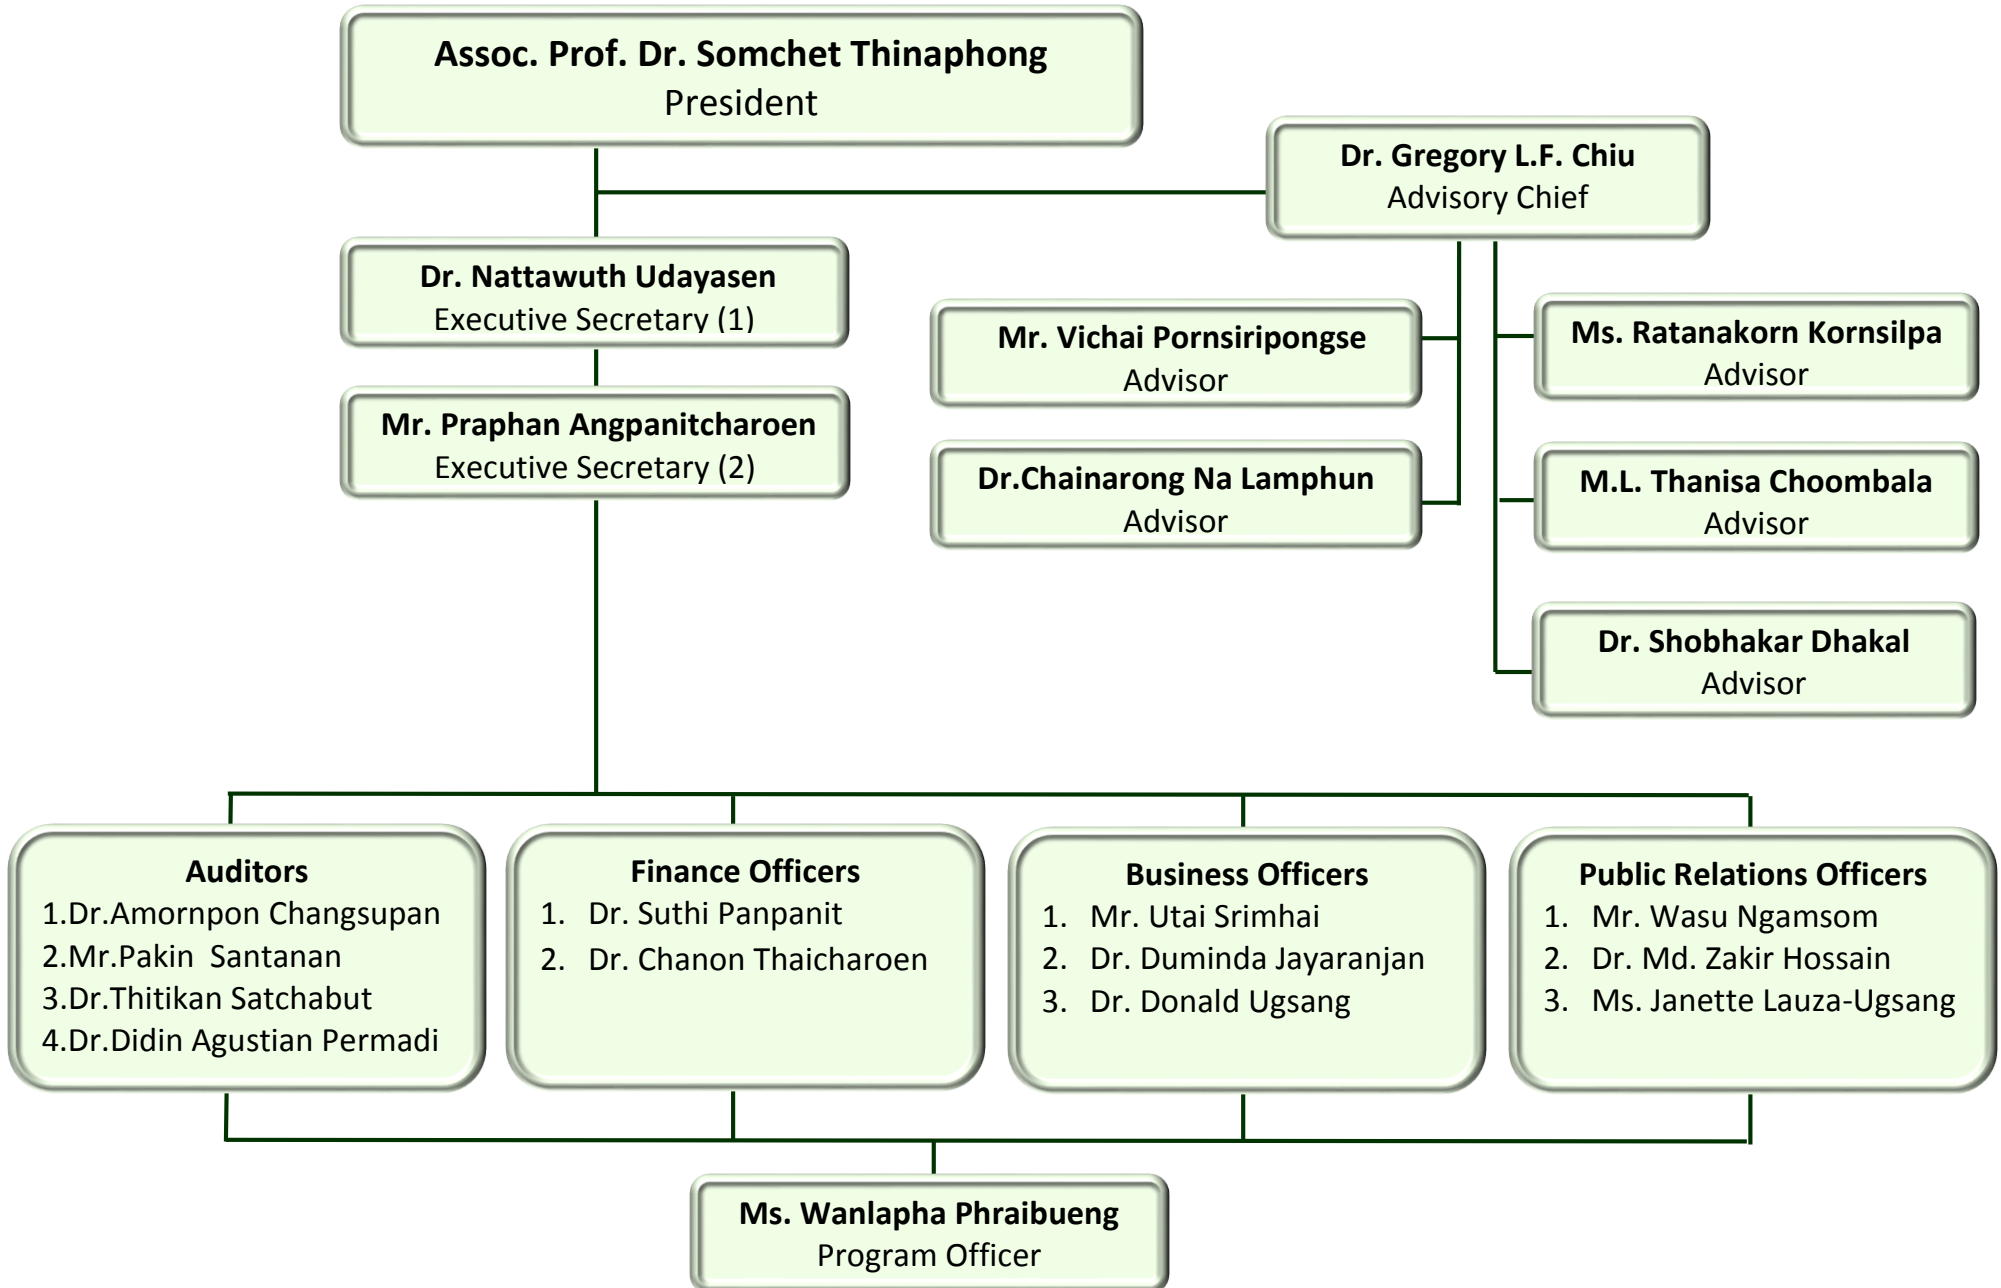 Assoc. Prof. Dr. Somchet Thinaphong
President
Dr. Gregory L.F. Chiu
Advisory Chief
Dr. Nattawuth Udayasen
Executive Secretary (1)
Mr. Praphan Angpanitcharoen
Executive Secretary (2)
Mr. Vichai Pornsiripongse
Advisor
Dr.Chainarong Na Lamphun
Advisor
Ms. Ratanakorn Kornsilpa
Advisor
M.L. Thanisa Choombala
Advisor
Dr. Shobhakar Dhakal
Advisor
Auditors
1.Dr.Amornpon Changsupan
2.Mr.Pakin  Santanan
3.Dr.Thitikan Satchabut
4.Dr.Didin Agustian Permadi
Finance Officers
1. Dr. Suthi Panpanit
2. Dr. Chanon Thaicharoen
Business Officers
1. Mr. Utai Srimhai
2. Dr. Duminda Jayaranjan
3. Dr. Donald Ugsang
Public Relations Officers
1. Mr. Wasu Ngamsom
2. Dr. Md. Zakir Hossain
3. Ms. Janette Lauza-Ugsang
Ms. Wanlapha Phraibueng
Program Officer